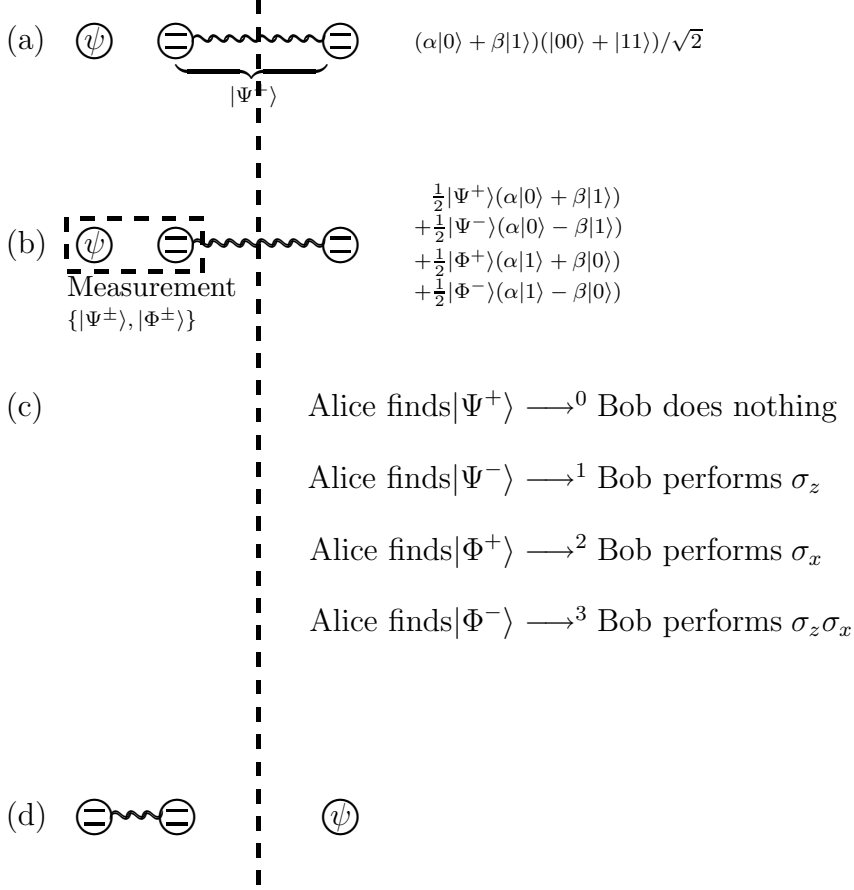 (a) ψ (α|0⟩ + β|1⟩)(|00⟩ + |11⟩)/√2
|Ψ⁺⟩
½|Ψ⁺⟩(α|0⟩ + β|1⟩)
+½|Ψ⁻⟩(α|0⟩ − β|1⟩)
(b) ψ
+½|Φ⁺⟩(α|1⟩ + β|0⟩)
+½|Φ⁻⟩(α|1⟩ − β|0⟩)
Measurement
{|Ψ±⟩, |Φ±⟩}
(c) Alice finds|Ψ⁺⟩ ⟶⁰ Bob does nothing
Alice finds|Ψ⁻⟩ ⟶¹ Bob performs σ_z
Alice finds|Φ⁺⟩ ⟶² Bob performs σ_x
Alice finds|Φ⁻⟩ ⟶³ Bob performs σ_zσ_x
(d) ψ